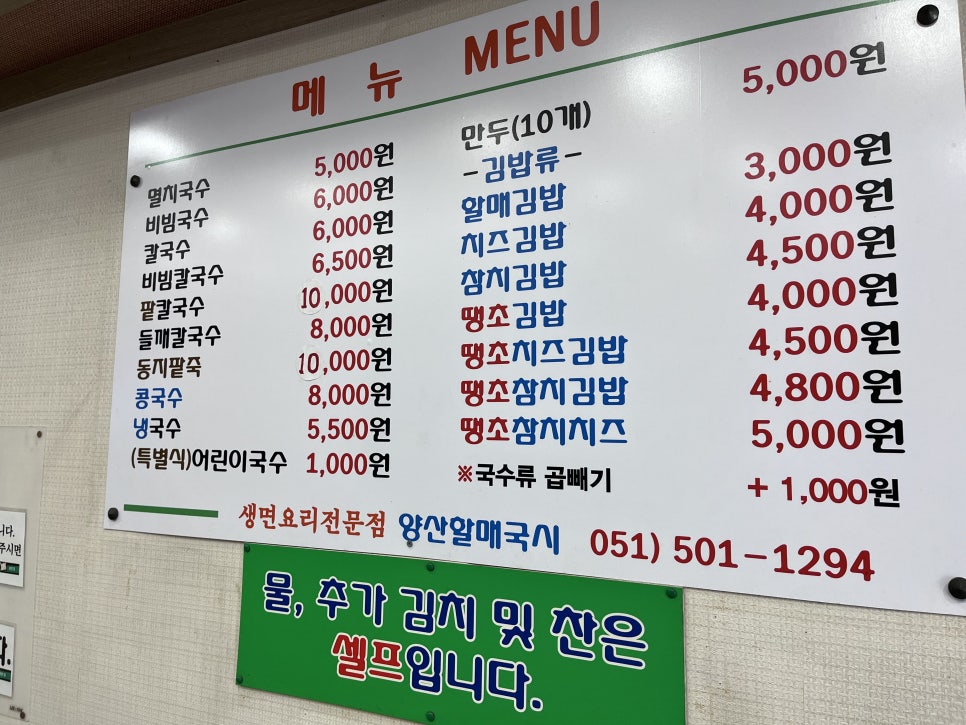 메 뉴 MENU
멸치국수 5,000원
비빔국수 6,000원
칼국수 6,000원
비빔칼국수 6,500원
팥칼국수 10,000원
들깨칼국수 8,000원
동지팥죽 10,000원
콩국수 8,000원
냉국수 5,500원
(특별식)어린이국수 1,000원
만두(10개) 5,000원
-김밥류-
할매김밥 3,000원
치즈김밥 4,000원
참치김밥 4,500원
땡초김밥 4,000원
땡초치즈김밥 4,500원
땡초참치김밥 4,800원
땡초참치치즈 5,000원
※국수류 곱빼기 + 1,000원
생면요리전문점 양산할매국시 051) 501-1294
물, 추가 김치 및 찬은
셀프입니다.
니다.
주시면